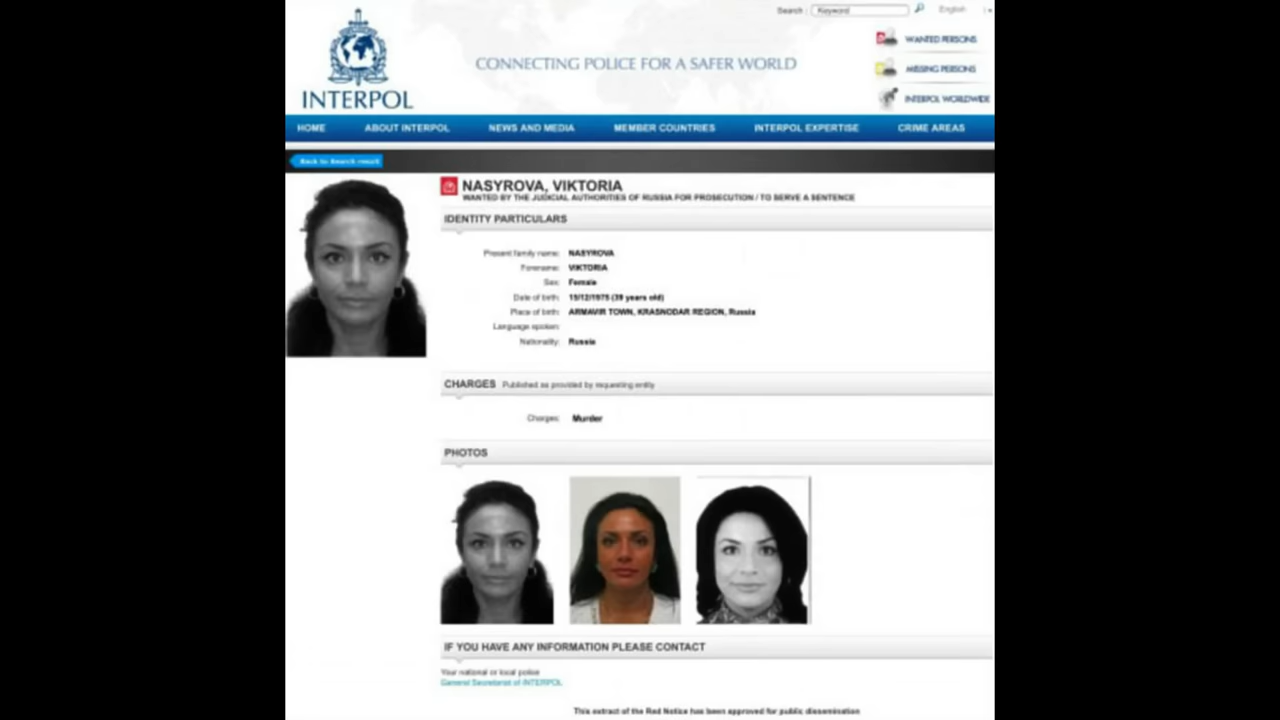 Search : Keyword English
WANTED PERSONS
CONNECTING POLICE FOR A SAFER WORLD
MISSING PERSONS
INTERPOL
INTERPOL WORLDWIDE
HOME ABOUT INTERPOL NEWS AND MEDIA MEMBER COUNTRIES INTERPOL EXPERTISE CRIME AREAS
Back to Search result
NASYROVA, VIKTORIA
WANTED BY THE JUDICIAL AUTHORITIES OF RUSSIA FOR PROSECUTION / TO SERVE A SENTENCE
IDENTITY PARTICULARS
Present family name: NASYROVA
Forename: VIKTORIA
Sex: Female
Date of birth: 15/12/1975 (39 years old)
Place of birth: ARMAVIR TOWN, KRASNODAR REGION, Russia
Language spoken:
Nationality: Russia
CHARGES Published as provided by requesting entity
Charges: Murder
PHOTOS
IF YOU HAVE ANY INFORMATION PLEASE CONTACT
Your national or local police
General Secretariat of INTERPOL
This extract of the Red Notice has been approved for public dissemination